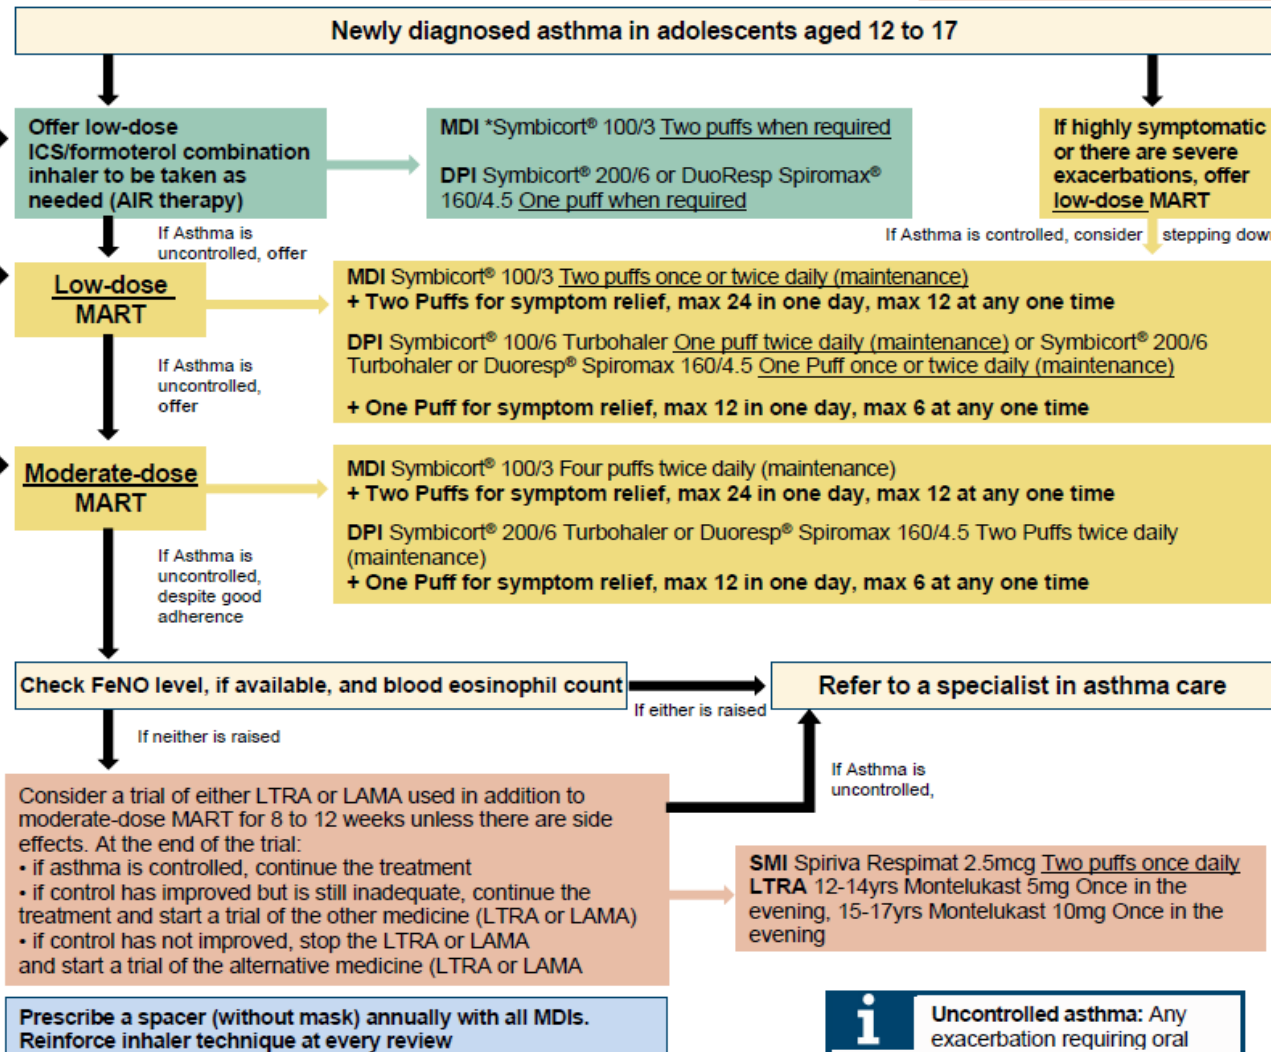 Newly diagnosed asthma in adolescents aged 12 to 17
Offer low-dose
ICS/formoterol combination
inhaler to be taken as
needed (AIR therapy)
MDI *Symbicort® 100/3 Two puffs when required
DPI Symbicort® 200/6 or DuoResp Spiromax®
160/4.5 One puff when required
If highly symptomatic
or there are severe
exacerbations, offer
low-dose MART
If Asthma is
uncontrolled, offer
If Asthma is controlled, consider stepping down
Low-dose
MART
MDI Symbicort® 100/3 Two puffs once or twice daily (maintenance)
+ Two Puffs for symptom relief, max 24 in one day, max 12 at any one time
DPI Symbicort® 100/6 Turbohaler One puff twice daily (maintenance) or Symbicort® 200/6
Turbohaler or Duoresp® Spiromax 160/4.5 One Puff once or twice daily (maintenance)
+ One Puff for symptom relief, max 12 in one day, max 6 at any one time
If Asthma is
uncontrolled,
offer
Moderate-dose
MART
MDI Symbicort® 100/3 Four puffs twice daily (maintenance)
+ Two Puffs for symptom relief, max 24 in one day, max 12 at any one time
DPI Symbicort® 200/6 Turbohaler or Duoresp® Spiromax 160/4.5 Two Puffs twice daily
(maintenance)
+ One Puff for symptom relief, max 12 in one day, max 6 at any one time
If Asthma is
uncontrolled,
despite good
adherence
Check FeNO level, if available, and blood eosinophil count
If either is raised
Refer to a specialist in asthma care
If neither is raised
If Asthma is
uncontrolled,
Consider a trial of either LTRA or LAMA used in addition to
moderate-dose MART for 8 to 12 weeks unless there are side
effects. At the end of the trial:
• if asthma is controlled, continue the treatment
• if control has improved but is still inadequate, continue the
treatment and start a trial of the other medicine (LTRA or LAMA)
• if control has not improved, stop the LTRA or LAMA
and start a trial of the alternative medicine (LTRA or LAMA
SMI Spiriva Respimat 2.5mcg Two puffs once daily
LTRA 12-14yrs Montelukast 5mg Once in the
evening, 15-17yrs Montelukast 10mg Once in the
evening
Prescribe a spacer (without mask) annually with all MDIs.
Reinforce inhaler technique at every review
i
Uncontrolled asthma: Any
exacerbation requiring oral